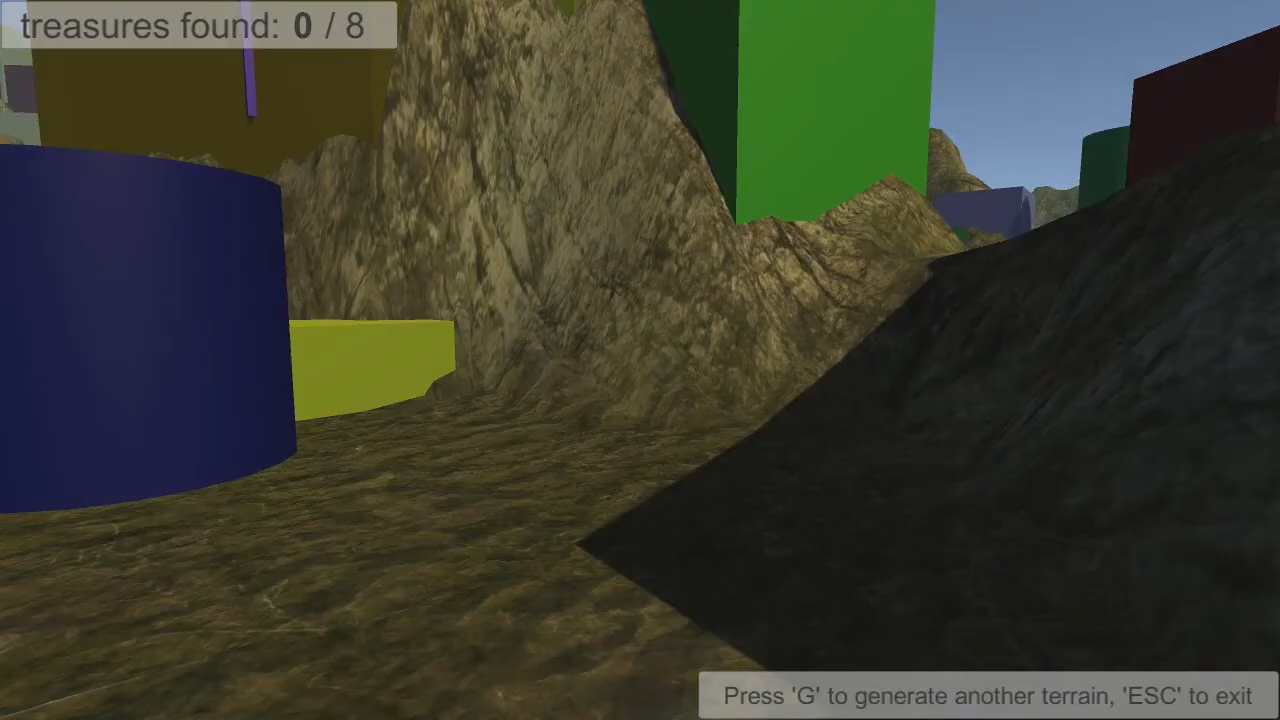 treasures found: 0 / 8
Press 'G' to generate another terrain, 'ESC' to exit